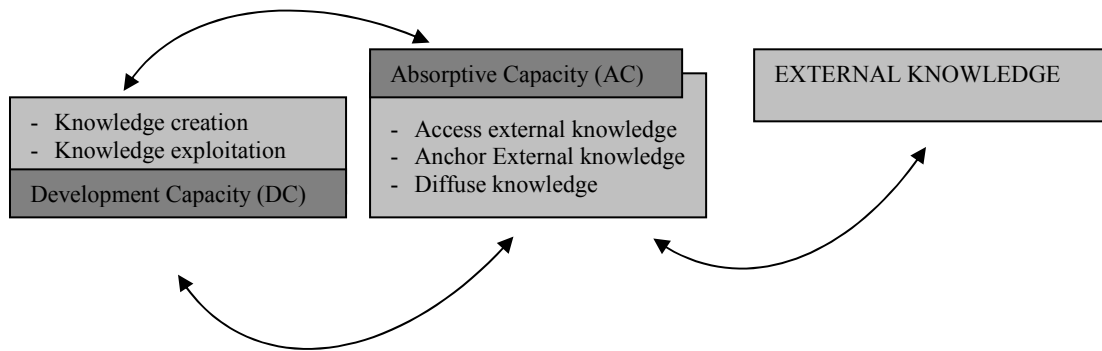 - Knowledge creation
- Knowledge exploitation
Development Capacity (DC)
Absorptive Capacity (AC)
- Access external knowledge
- Anchor External knowledge
- Diffuse knowledge
EXTERNAL KNOWLEDGE